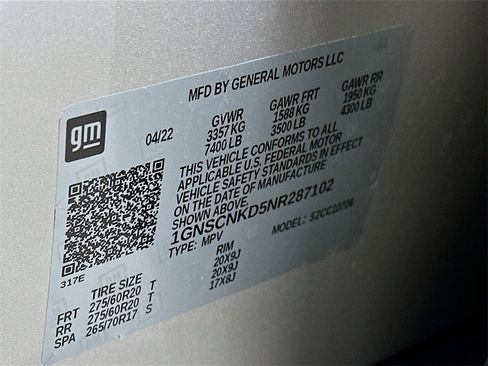 MFD BY GENERAL MOTORS LLC
gm
04/22
GVWR GAWR FRT GAWR RR
3357 KG 1588 KG 1950 KG
7400 LB 3500 LB 4300 LB
THIS VEHICLE CONFORMS TO ALL
APPLICABLE U.S. FEDERAL MOTOR
VEHICLE SAFETY STANDARDS IN EFFECT
ON THE DATE OF MANUFACTURE
SHOWN ABOVE.
1GNSCNKD5NR287102
TYPE: MPV MODEL: 52CC10706
317E
TIRE SIZE RIM
FRT 275/60R20 T 20X9J
RR 275/60R20 T 20X9J
SPA 265/70R17 S 17X8J